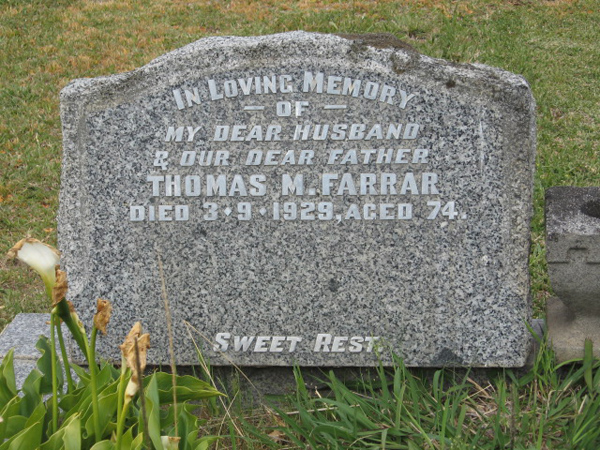 IN LOVING MEMORY
— OF —
MY DEAR HUSBAND
& OUR DEAR FATHER
THOMAS M. FARRAR
DIED 3·9·1929, AGED 74.
SWEET REST